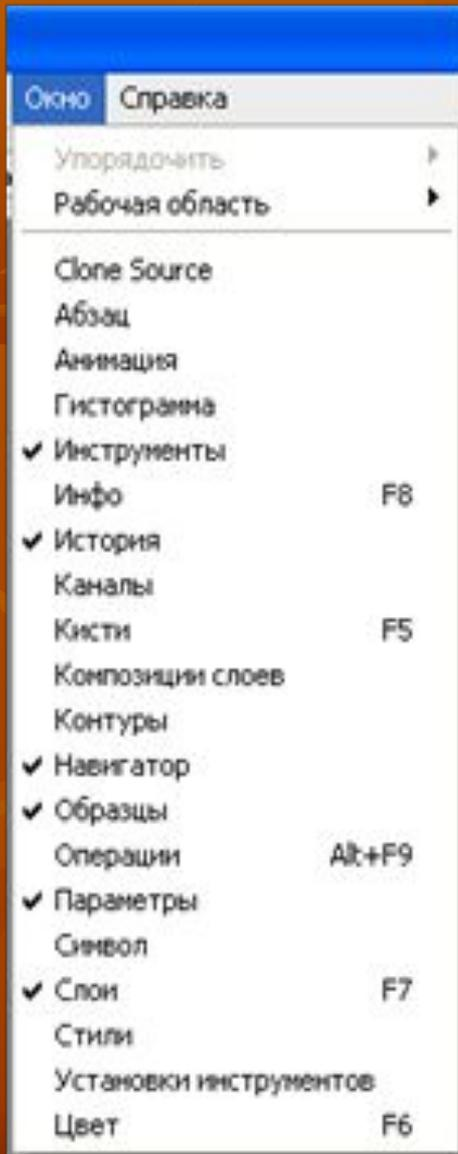 Окно Справка
Упорядочить
Рабочая область
Clone Source
Абзац
Анимация
Гистограмма
Инструменты
Инфо F8
История
Каналы
Кисти F5
Композиции слоев
Контуры
Навигатор
Образцы
Операции Alt+F9
Параметры
Символ
Слои F7
Стили
Установки инструментов
Цвет F6